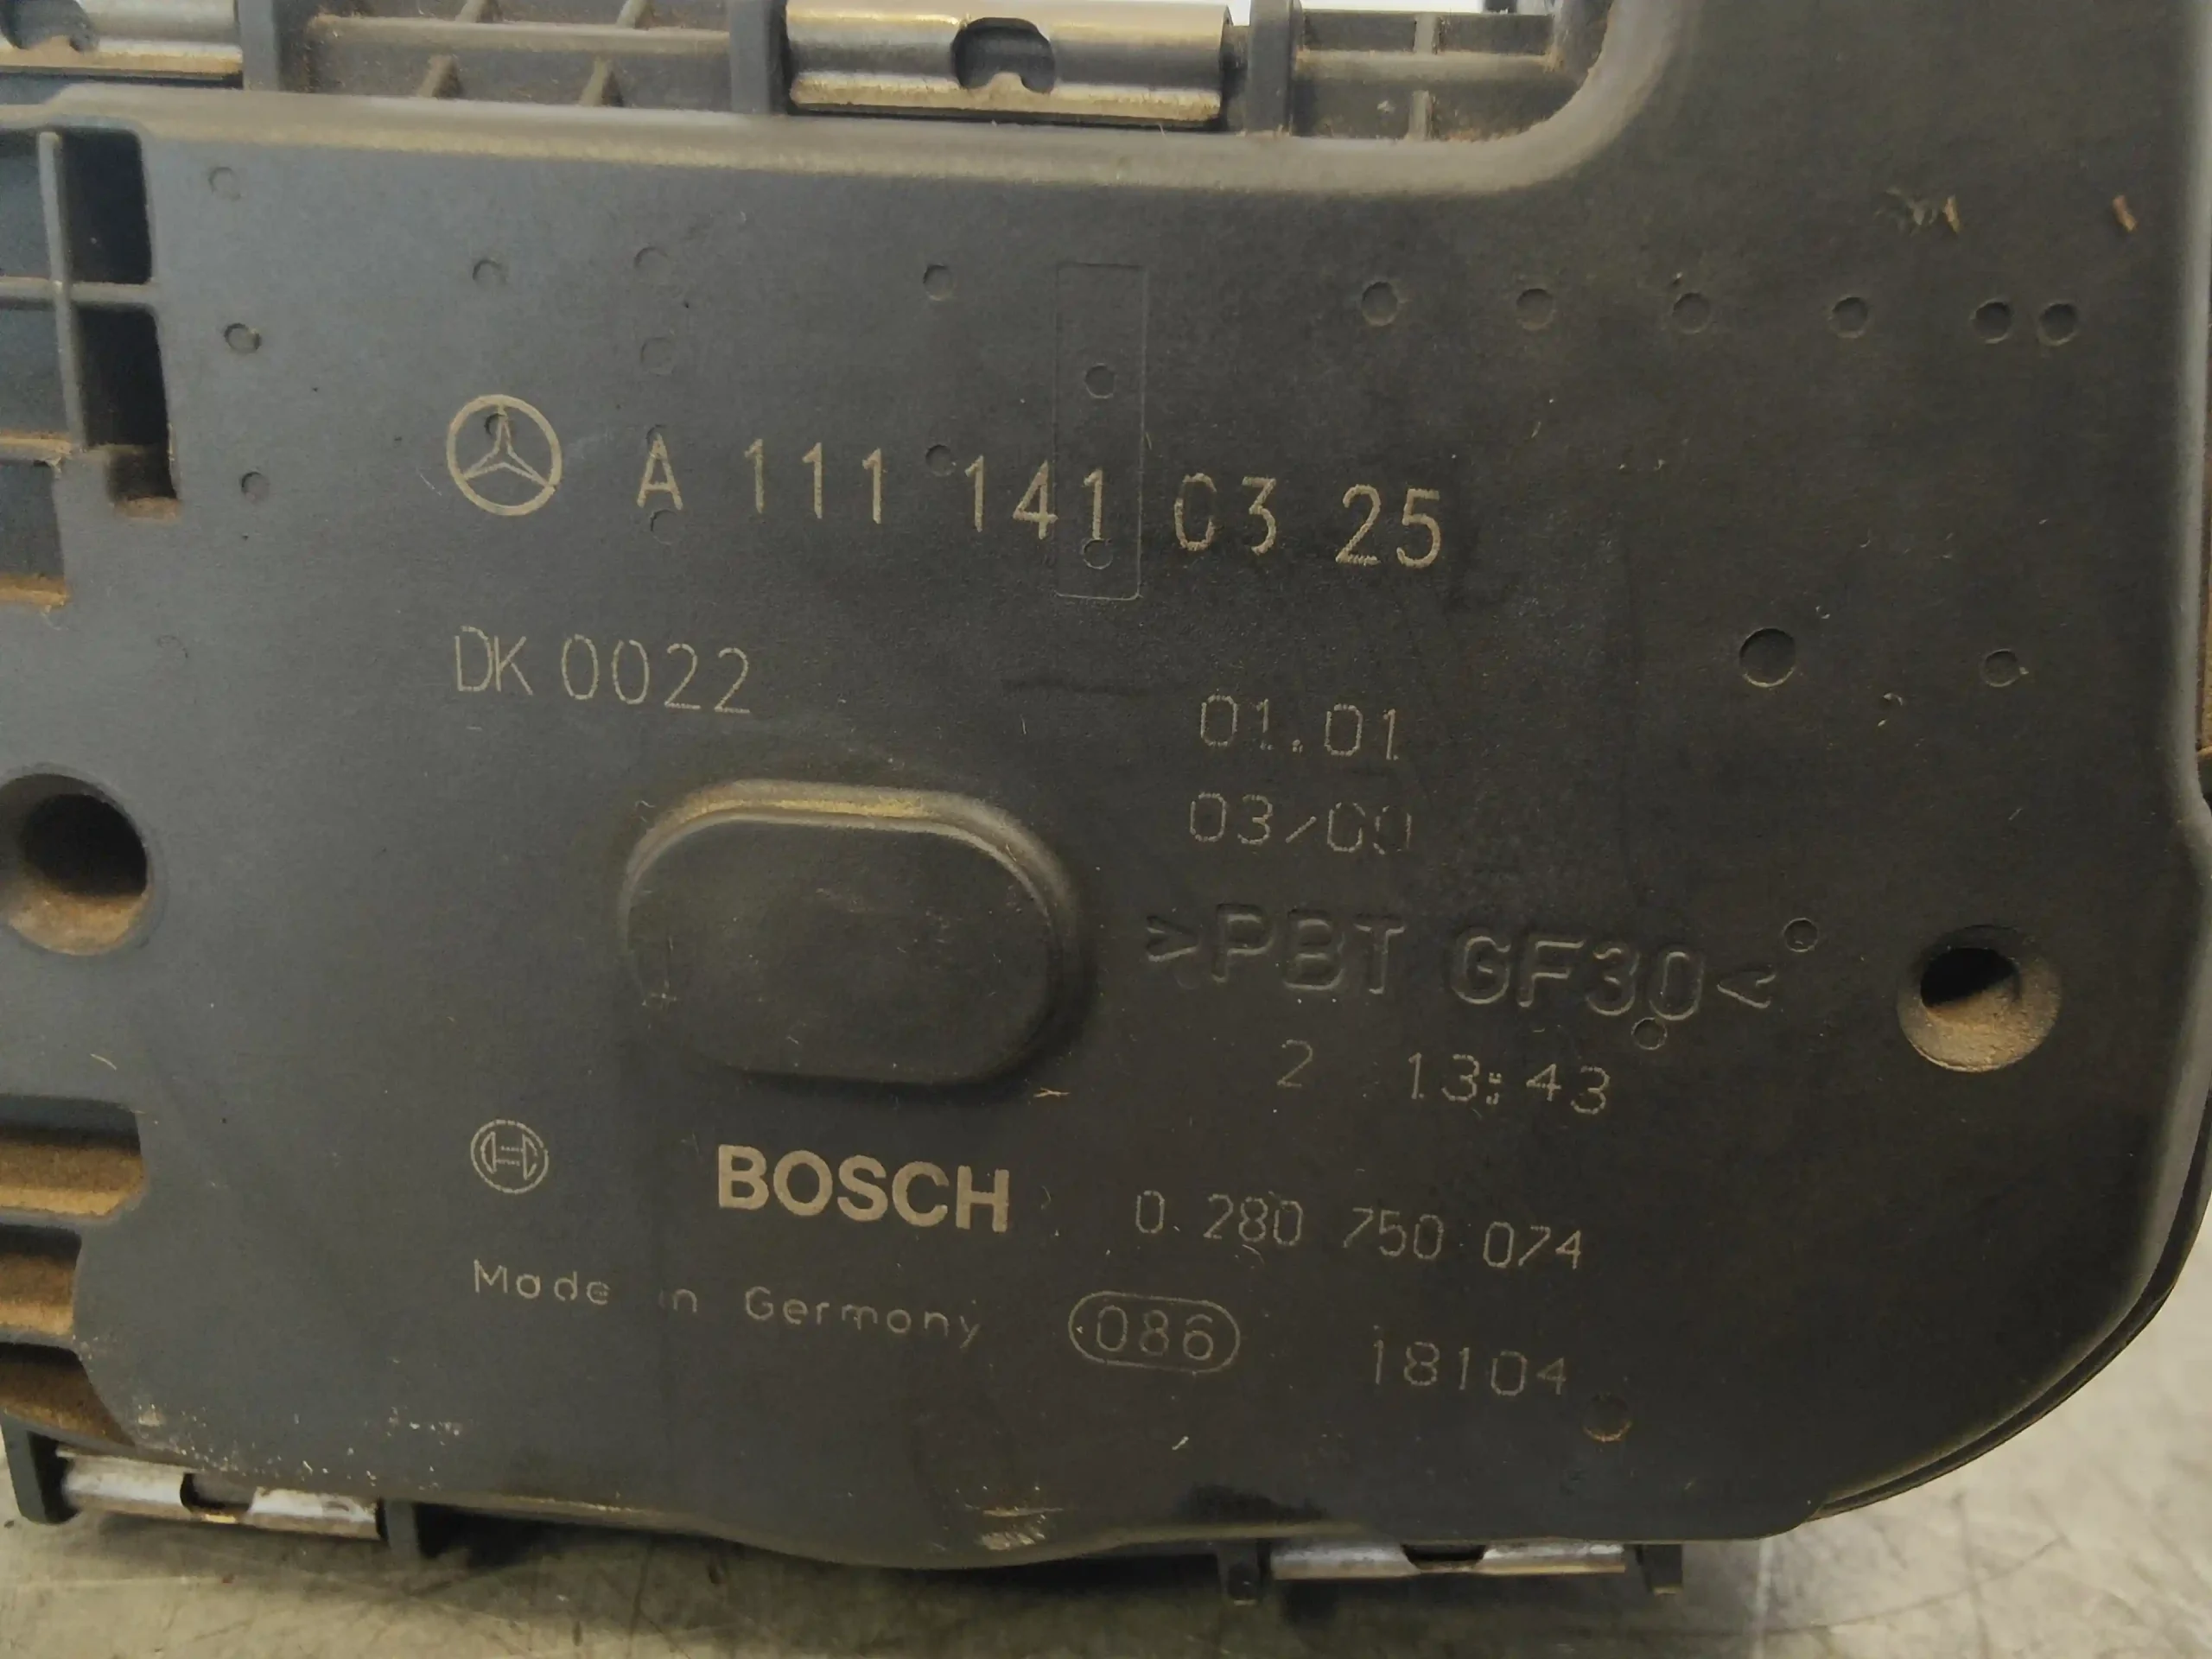 A 111 141 03 25
DK 0022
01.01
03/00
>PBT GF30<
2 13:43
BOSCH 0 280 750 074
Made in Germany 086 18104